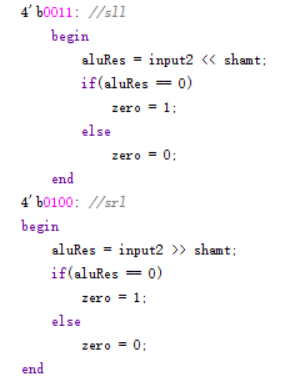 4'b0011: //sll
begin
aluRes = input2 << shamt;
if(aluRes == 0)
zero = 1;
else
zero = 0;
end
4'b0100: //srl
begin
aluRes = input2 >> shamt;
if(aluRes == 0)
zero = 1;
else
zero = 0;
end